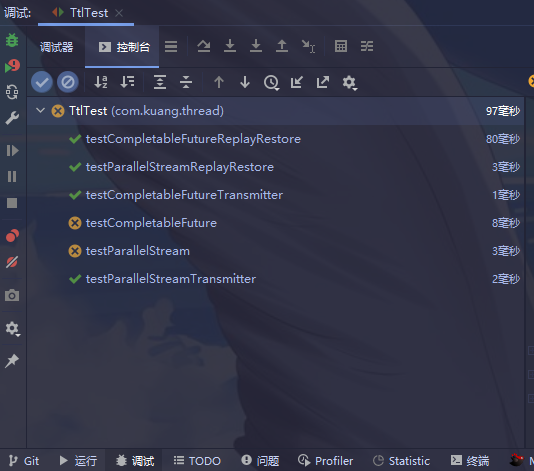 调试: TtlTest
调试器 控制台
TtlTest (com.kuang.thread) 97毫秒
testCompletableFutureReplayRestore 80毫秒
testParallelStreamReplayRestore 3毫秒
testCompletableFutureTransmitter 1毫秒
testCompletableFuture 8毫秒
testParallelStream 3毫秒
testParallelStreamTransmitter 2毫秒
Git 运行 调试 TODO 问题 Profiler Statistic 终端 M